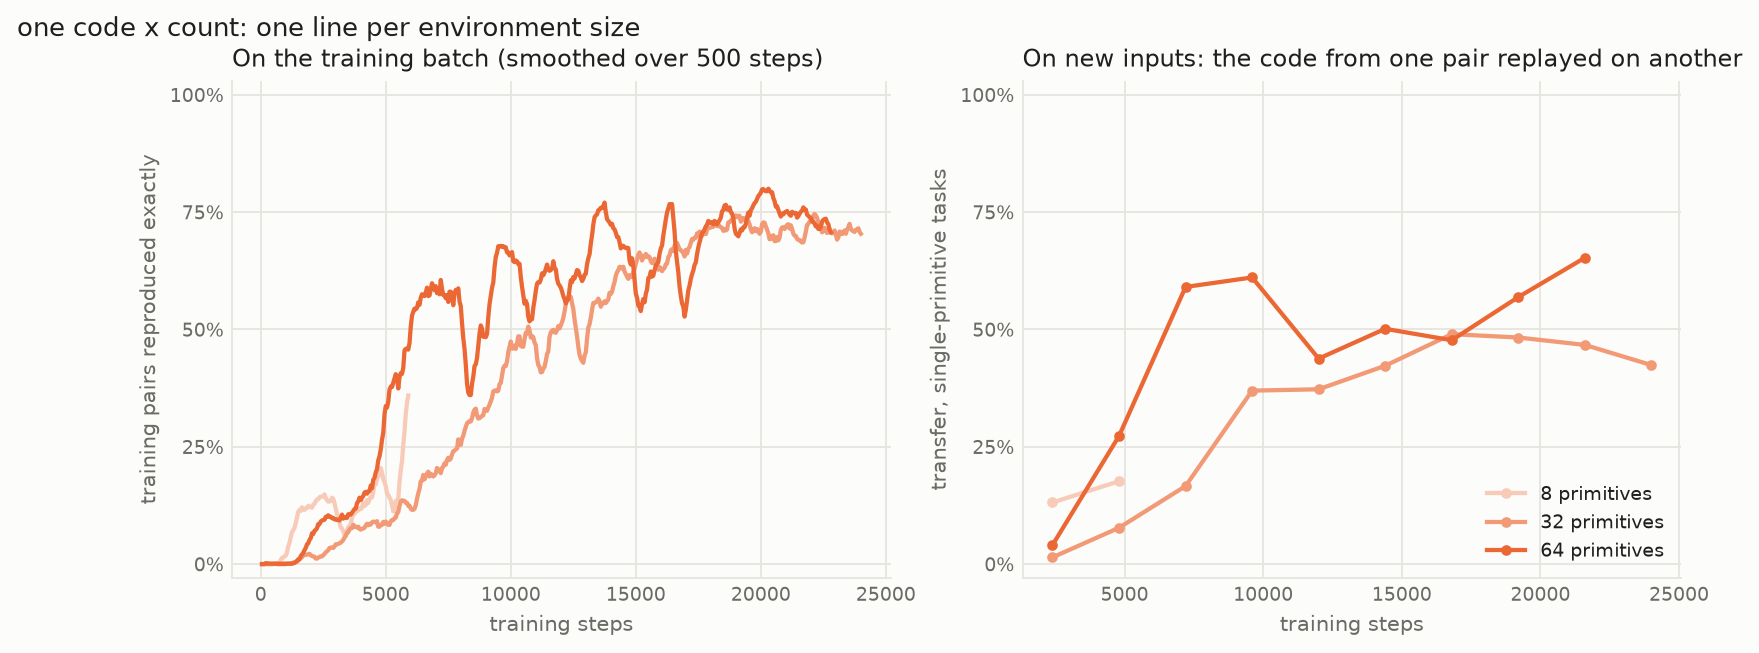 one code x count: one line per environment size
On the training batch (smoothed over 500 steps)
training pairs reproduced exactly
100%
75%
50%
25%
0%
0
5000
10000
15000
20000
25000
training steps
On new inputs: the code from one pair replayed on another
transfer, single-primitive tasks
100%
75%
50%
25%
0%
8 primitives
32 primitives
64 primitives
5000
10000
15000
20000
25000
training steps